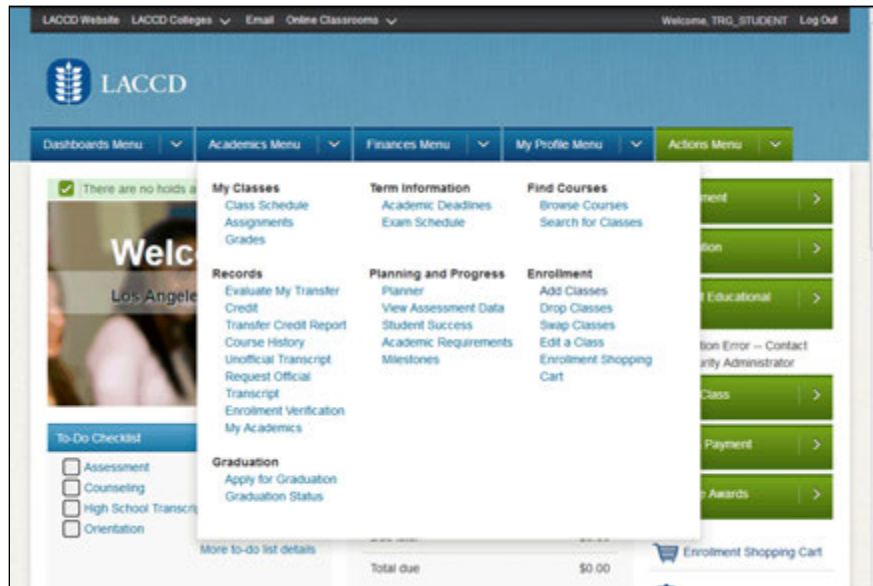 LACCD Website LACCD Colleges Email Online Classrooms Welcome, TRG_STUDENT Log Out
LACCD
Dashboards Menu Academics Menu Finances Menu My Profile Menu Actions Menu
There are no holds a
Welc
Los Angele
My Classes
Class Schedule
Assignments
Grades
Term Information
Academic Deadlines
Exam Schedule
Find Courses
Browse Courses
Search for Classes
Records
Evaluate My Transfer
Credit
Transfer Credit Report
Course History
Unofficial Transcript
Request Official
Transcript
Enrollment Verification
My Academics
Planning and Progress
Planner
View Assessment Data
Student Success
Academic Requirements
Milestones
Enrollment
Add Classes
Drop Classes
Swap Classes
Edit a Class
Enrollment Shopping
Cart
Graduation
Apply for Graduation
Graduation Status
ment
tion
t Educational
tion Error -- Contact
urity Administrator
Class
Payment
Awards
Enrollment Shopping Cart
To-Do Checklist
Assessment
Counseling
High School Transcri
Orientation
More to-do list details
Total due $0.00